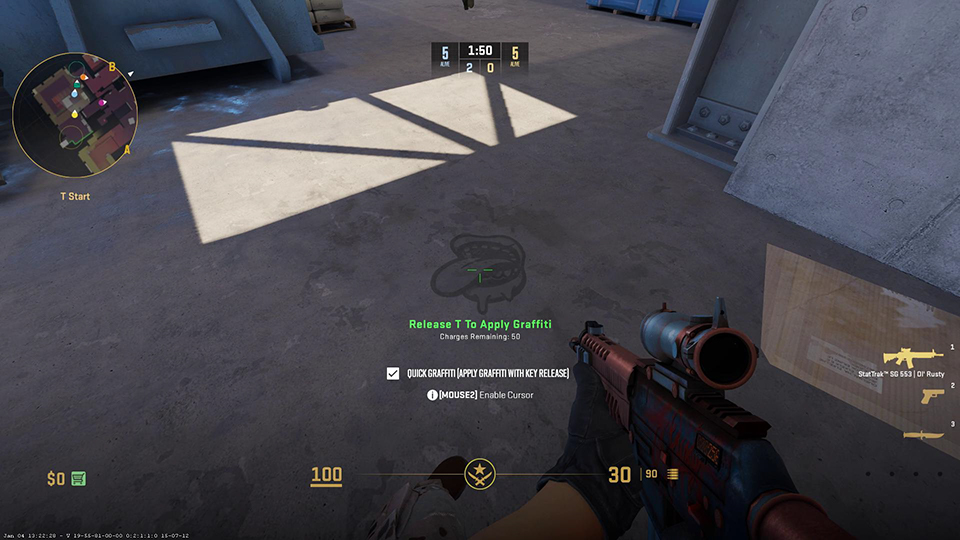 5
1:50
5
ALIVE
2 0
ALIVE
B
A
T Start
Release T To Apply Graffiti
Charges Remaining: 50
QUICK GRAFFITI [APPLY GRAFFITI WITH KEY RELEASE]
[MOUSE2] Enable Cursor
1
StatTrak™ SG 553 | Ol' Rusty
2
3
$0
100
30 | 90